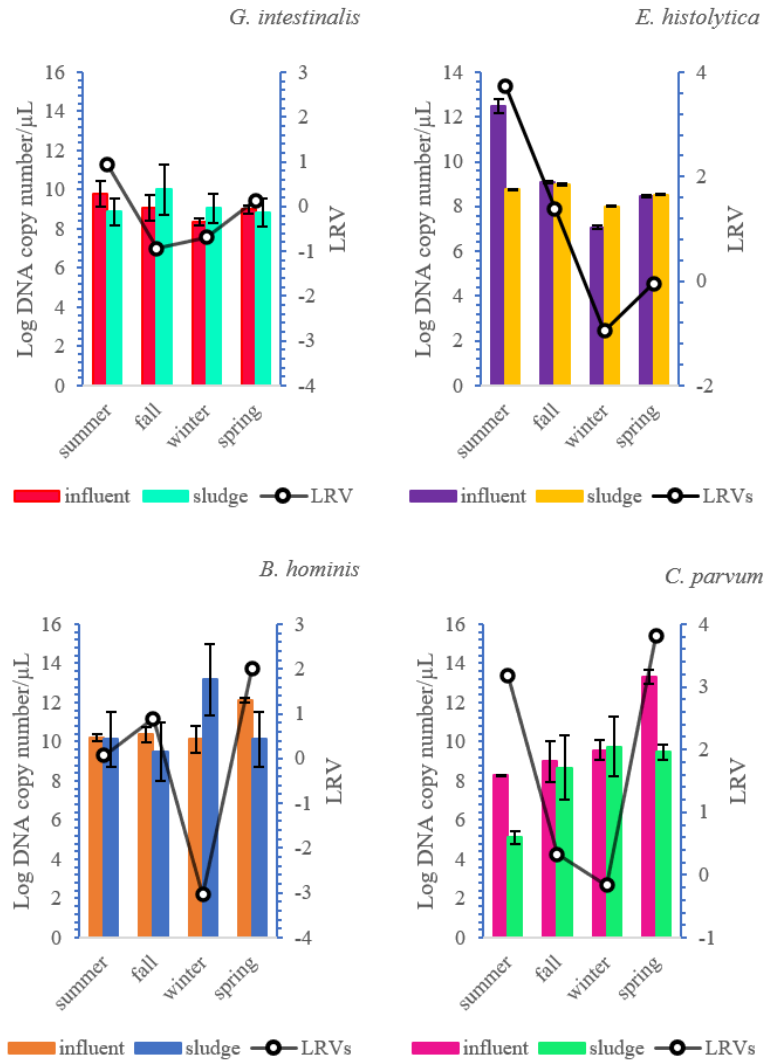 G. intestinalis
Log DNA copy number/µL
16
14
12
10
8
6
4
2
0
3
2
1
0
-1
-2
-3
-4
LRV
summer
fall
winter
spring
influent
sludge
LRV
E. histolytica
Log DNA copy number/µL
14
12
10
8
6
4
2
0
4
2
0
-2
LRV
summer
fall
winter
spring
influent
sludge
LRVs
B. hominis
Log DNA copy number/µL
16
14
12
10
8
6
4
2
0
3
2
1
0
-1
-2
-3
-4
LRV
summer
fall
winter
spring
influent
sludge
LRVs
C. parvum
Log DNA copy number/µL
16
14
12
10
8
6
4
2
0
4
3
2
1
0
-1
LRV
summer
fall
winter
spring
influent
sludge
LRVs